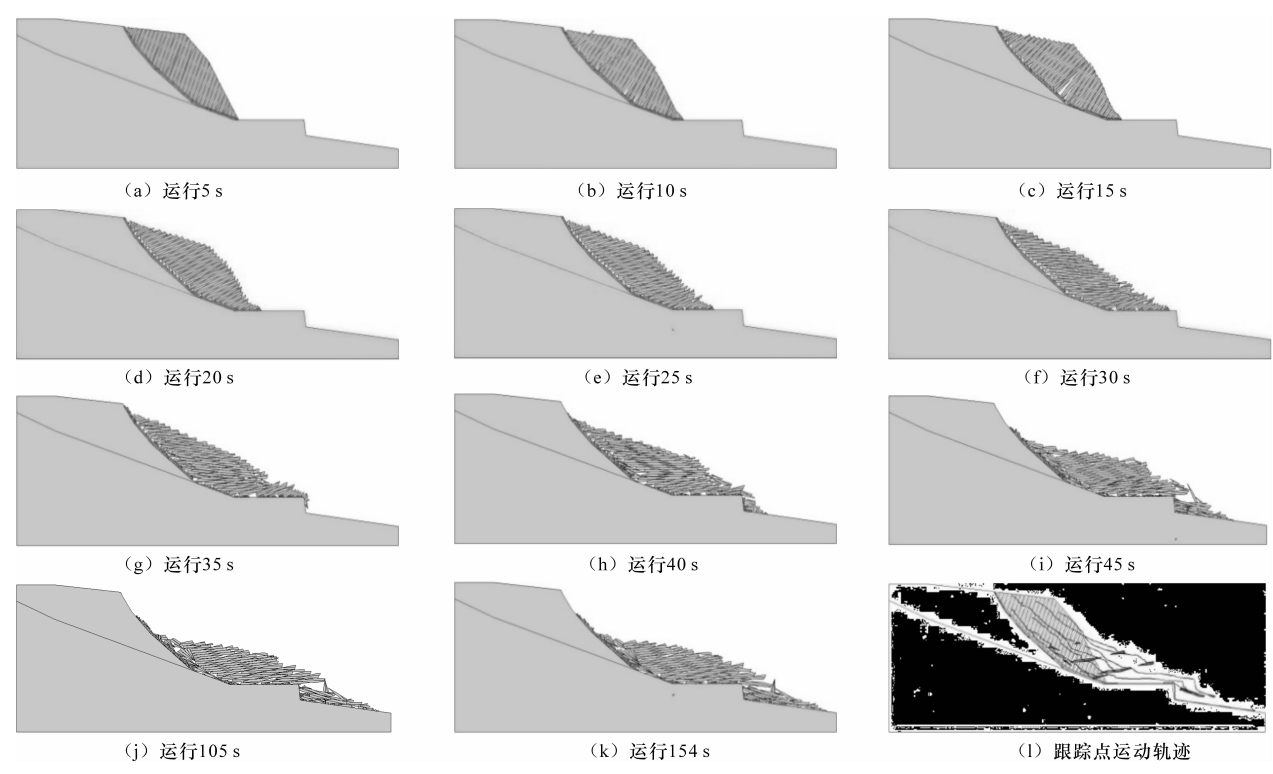 （a）运行5 s
（b）运行10 s
（c）运行15 s
（d）运行20 s
（e）运行25 s
（f）运行30 s
（g）运行35 s
（h）运行40 s
（i）运行45 s
（j）运行105 s
（k）运行154 s
（l）跟踪点运动轨迹